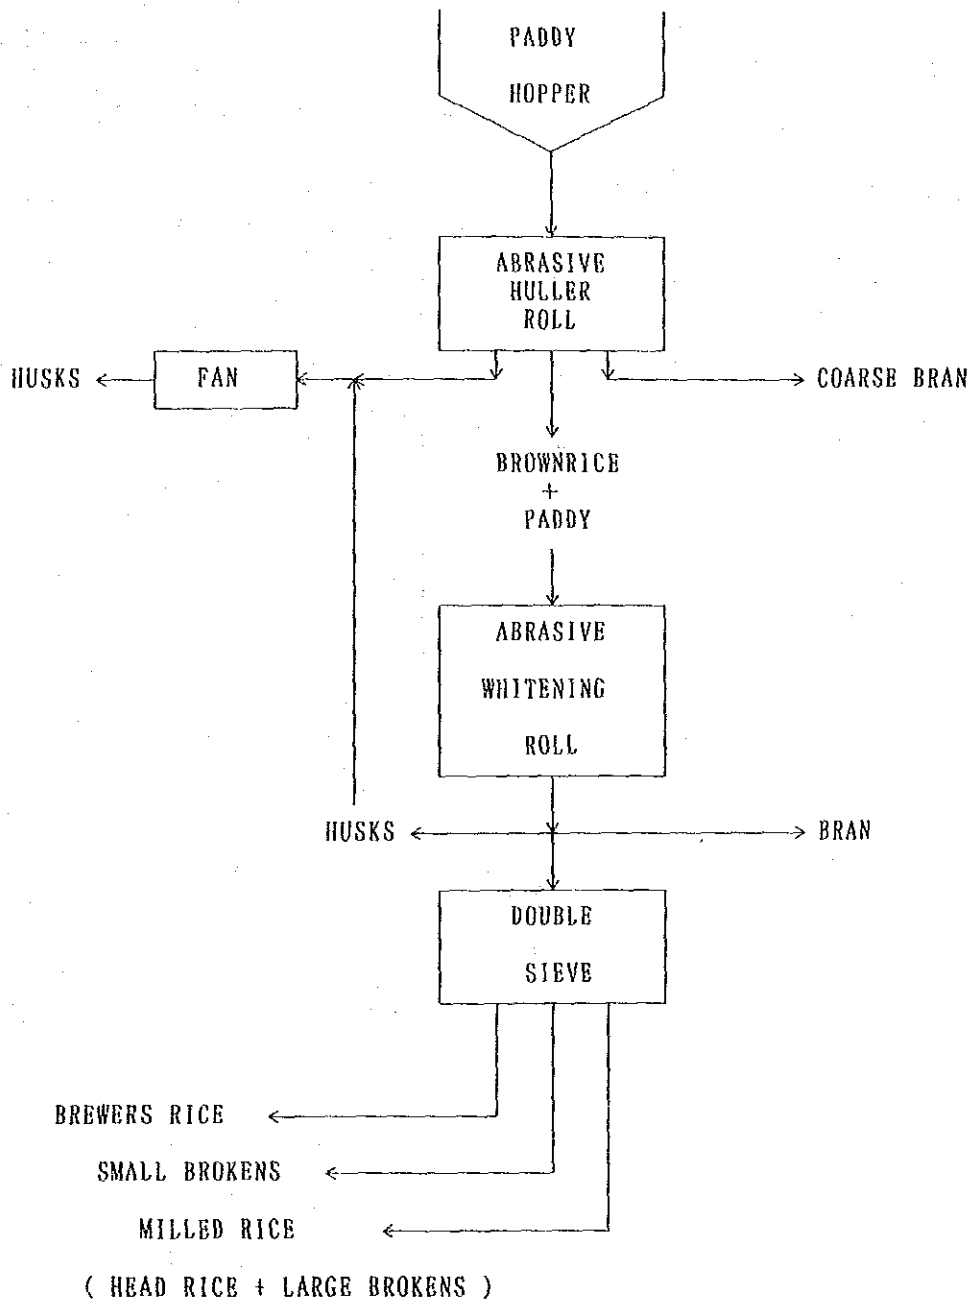 PADDY
HOPPER
ABRASIVE
HULLER
ROLL
HUSKS
FAN
COARSE BRAN
BROWNRICE
+
PADDY
ABRASIVE
WHITENING
ROLL
HUSKS
BRAN
DOUBLE
SIEVE
BREWERS RICE
SMALL BROKENS
MILLED RICE
( HEAD RICE + LARGE BROKENS )